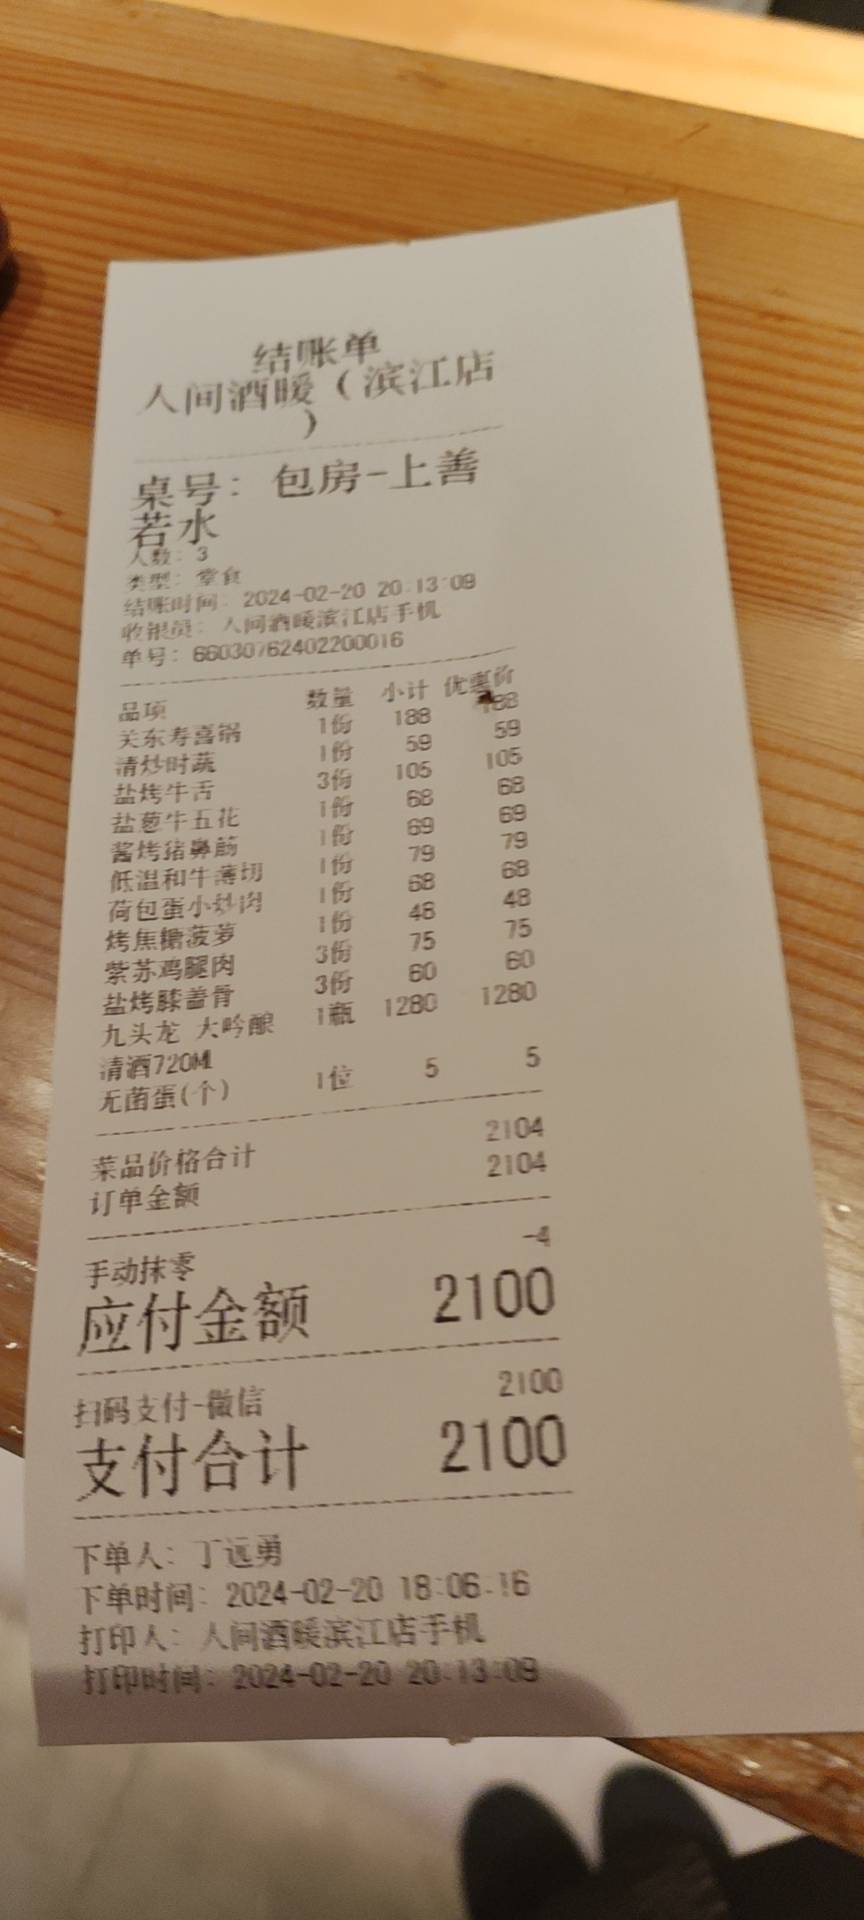 结账单
人间酒暖（滨江店
）
桌号：包房-上善
若水
人数：3
类型：堂食
结账时间：2024-02-20 20:13:09
收银员：人间酒暖滨江店手机
单号：66030762402200016
品项 数量 小计 优惠价
关东寿喜锅 1份 188 188
清炒时蔬 1份 59 59
盐烤牛舌 3份 105 105
盐葱牛五花 1份 68 68
酱烤猪鼻筋 1份 69 69
低温和牛薄切 1份 79 79
荷包蛋小炒肉 1份 68 68
烤焦糖菠萝 1份 48 48
紫苏鸡腿肉 3份 75 75
盐烤膝盖骨 3份 60 60
九头龙 大吟酿 1瓶 1280 1280
清酒720M
无菌蛋(个) 1位 5 5
菜品价格合计 2104
订单金额 2104
手动抹零 -4
应付金额 2100
扫码支付-微信 2100
支付合计 2100
下单人：丁远勇
下单时间：2024-02-20 18:06:16
打印人：人间酒暖滨江店手机
打印时间：2024-02-20 20:13:09